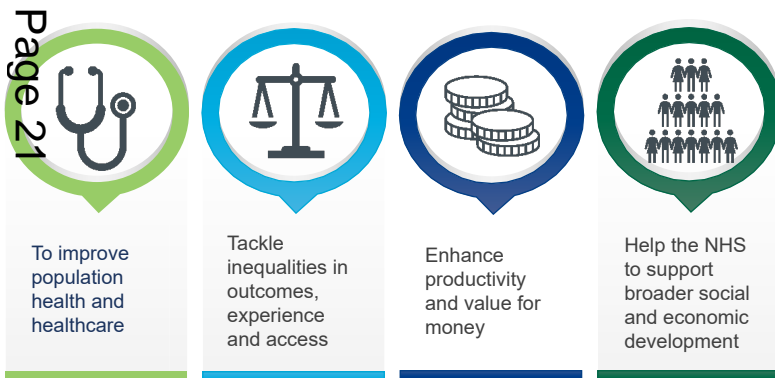 Page 21
To improve
population
health and
healthcare
Tackle
inequalities in
outcomes,
experience
and access
Enhance
productivity
and value for
money
Help the NHS
to support
broader social
and economic
development